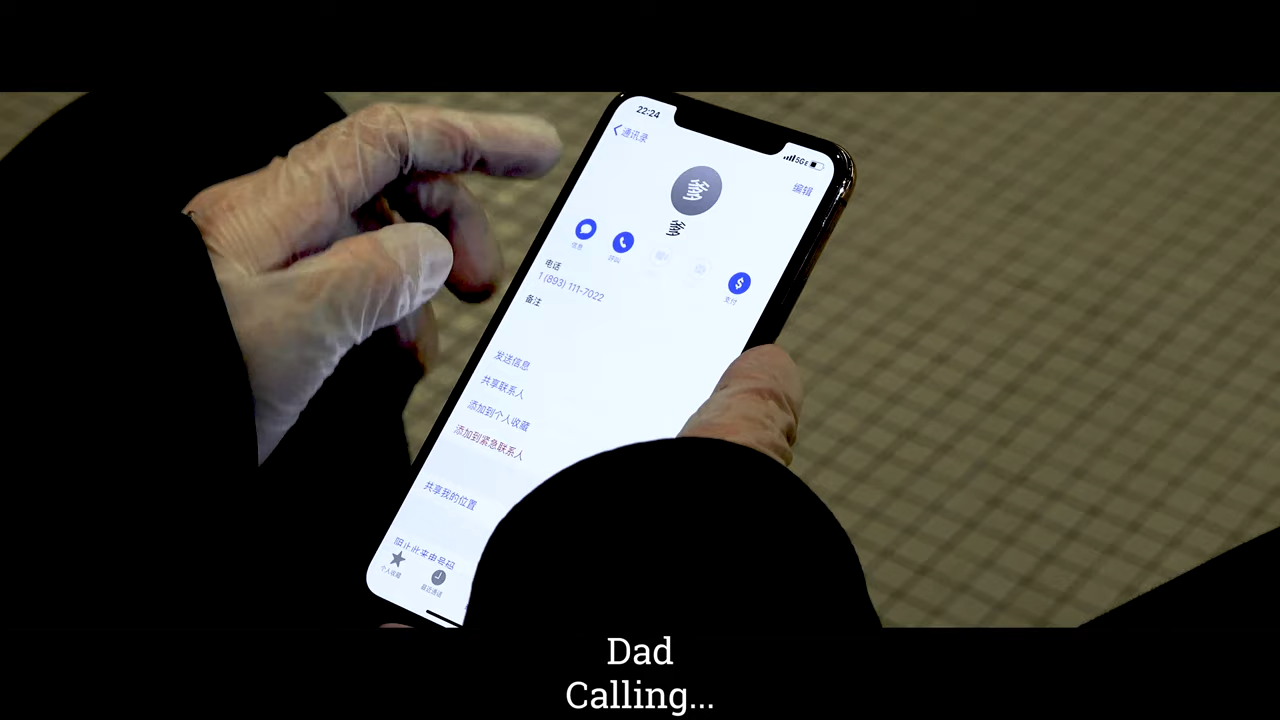 22:24
5GE
通讯录
编辑
爹
爹
信息
呼叫
支付
电话
1 (893) 111-7022
备注
发送信息
共享联系人
添加到个人收藏
添加到紧急联系人
共享我的位置
阻止此来电号码
个人收藏
最近通话
Dad
Calling...